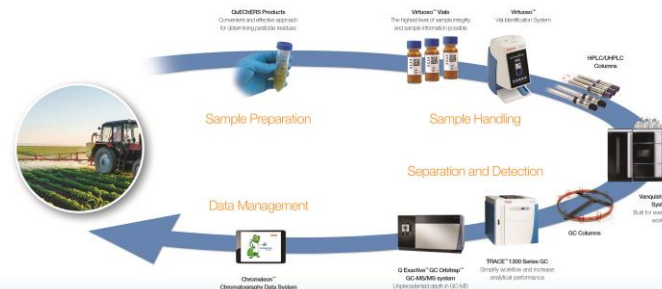 QuEChERS Products
Convenient and effective approach
for determining pesticide residues
Virtuoso™ Vials
The highest level of sample integrity
and sample information possible
Virtuoso™
Vial Identification System
HPLC/UHPLC
Columns
Sample Preparation
Sample Handling
Separation and Detection
Data Management
Vanquish
Built for
GC Columns
TRACE™ 1300 Series GC
Simplify workflow and increase
analytical performance
Q Exactive™ GC Orbitrap™
GC-MS/MS system
Unprecedented depth in GC-MS
Chromeleon™
Chromatography Data System